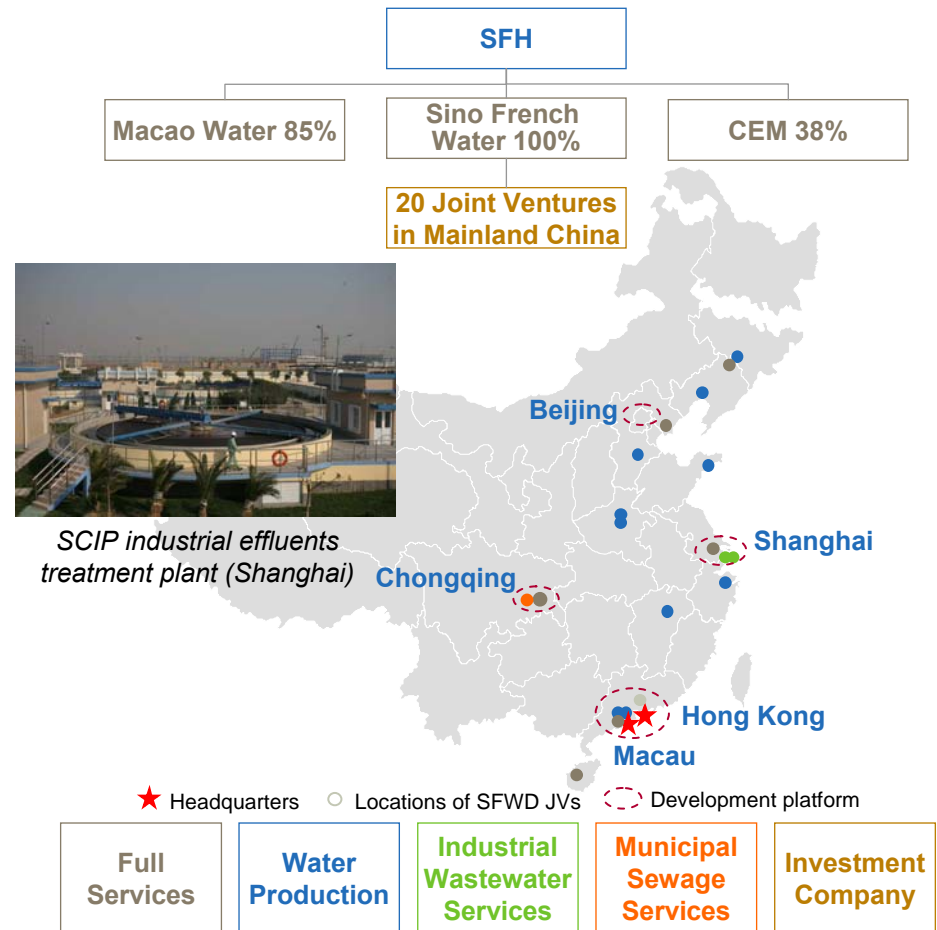 SFH
Macao Water 85%
Sino French
Water 100%
CEM 38%
20 Joint Ventures
in Mainland China
Beijing
SCIP industrial effluents
treatment plant (Shanghai)
Shanghai
Chongqing
Hong Kong
Macau
Headquarters
Locations of SFWD JVs
Development platform
Full
Services
Water
Production
Industrial
Wastewater
Services
Municipal
Sewage
Services
Investment
Company